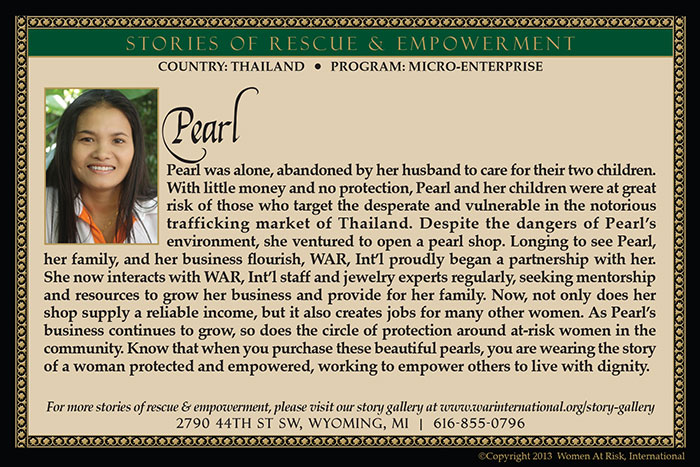 STORIES OF RESCUE & EMPOWERMENT
COUNTRY: THAILAND ● PROGRAM: MICRO-ENTERPRISE
Pearl
Pearl was alone, abandoned by her husband to care for their two children.
With little money and no protection, Pearl and her children were at great
risk of those who target the desperate and vulnerable in the notorious
trafficking market of Thailand. Despite the dangers of Pearl's
environment, she ventured to open a pearl shop. Longing to see Pearl,
her family, and her business flourish, WAR, Int'l proudly began a partnership with her.
She now interacts with WAR, Int'l staff and jewelry experts regularly, seeking mentorship
and resources to grow her business and provide for her family. Now, not only does her
shop supply a reliable income, but it also creates jobs for many other women. As Pearl's
business continues to grow, so does the circle of protection around at-risk women in the
community. Know that when you purchase these beautiful pearls, you are wearing the story
of a woman protected and empowered, working to empower others to live with dignity.
For more stories of rescue & empowerment, please visit our story gallery at www.warinternational.org/story-gallery
2790 44TH ST SW, WYOMING, MI | 616-855-0796
©Copyright 2013 Women At Risk, International